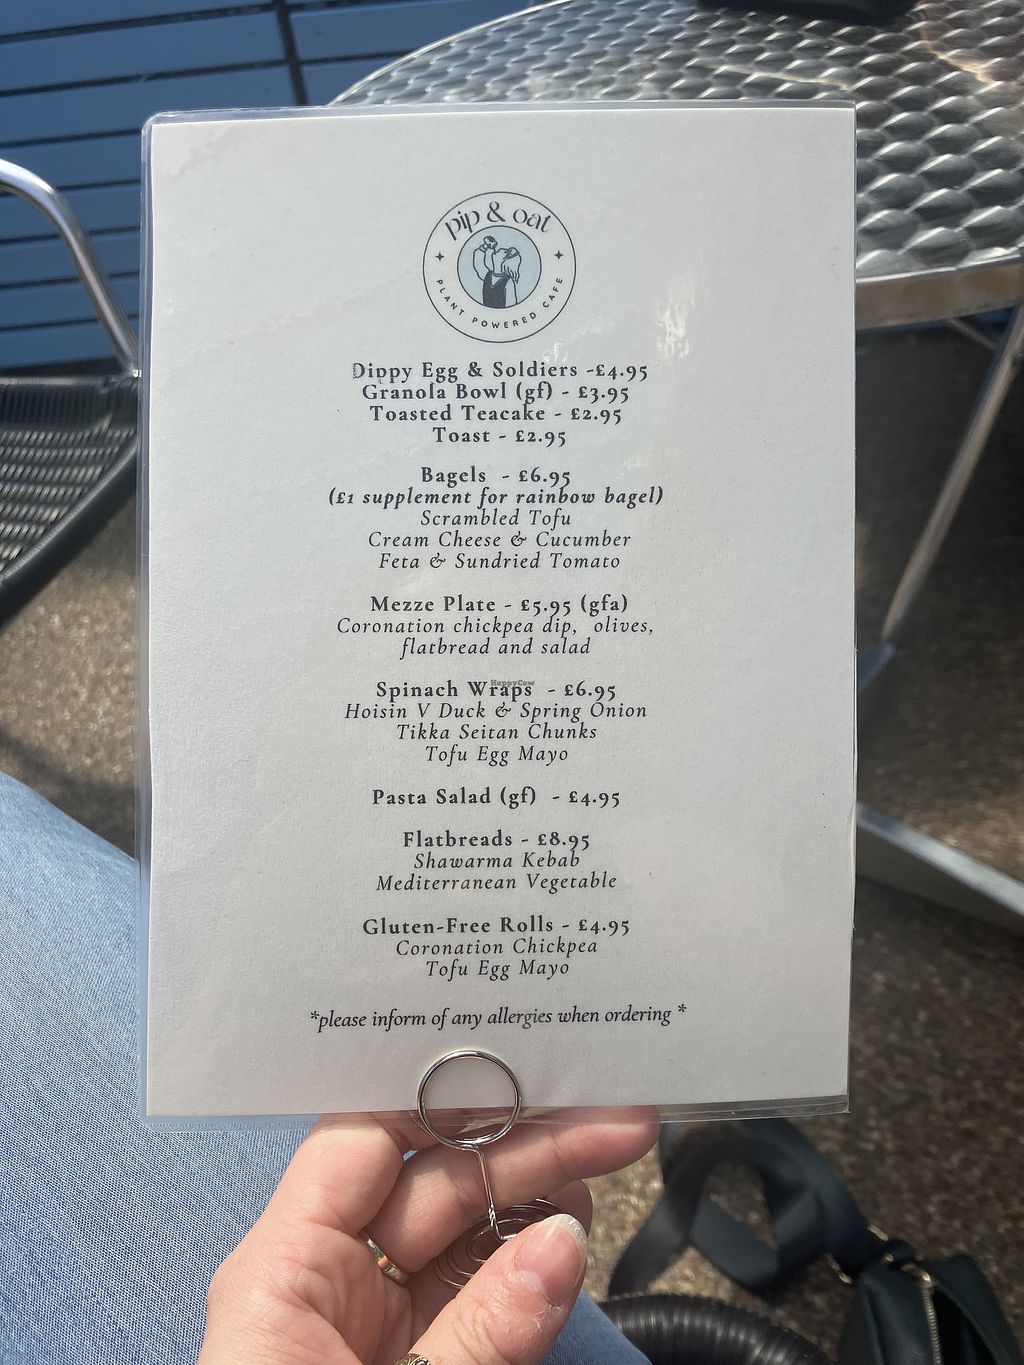 pip & oat
PLANT POWERED CAFE
Dippy Egg & Soldiers -£4.95
Granola Bowl (gf) - £3.95
Toasted Teacake - £2.95
Toast - £2.95
Bagels - £6.95
(£1 supplement for rainbow bagel)
Scrambled Tofu
Cream Cheese & Cucumber
Feta & Sundried Tomato
Mezze Plate - £5.95 (gfa)
Coronation chickpea dip, olives,
flatbread and salad
HappyCow
Spinach Wraps - £6.95
Hoisin V Duck & Spring Onion
Tikka Seitan Chunks
Tofu Egg Mayo
Pasta Salad (gf) - £4.95
Flatbreads - £8.95
Shawarma Kebab
Mediterranean Vegetable
Gluten-Free Rolls - £4.95
Coronation Chickpea
Tofu Egg Mayo
*please inform of any allergies when ordering *